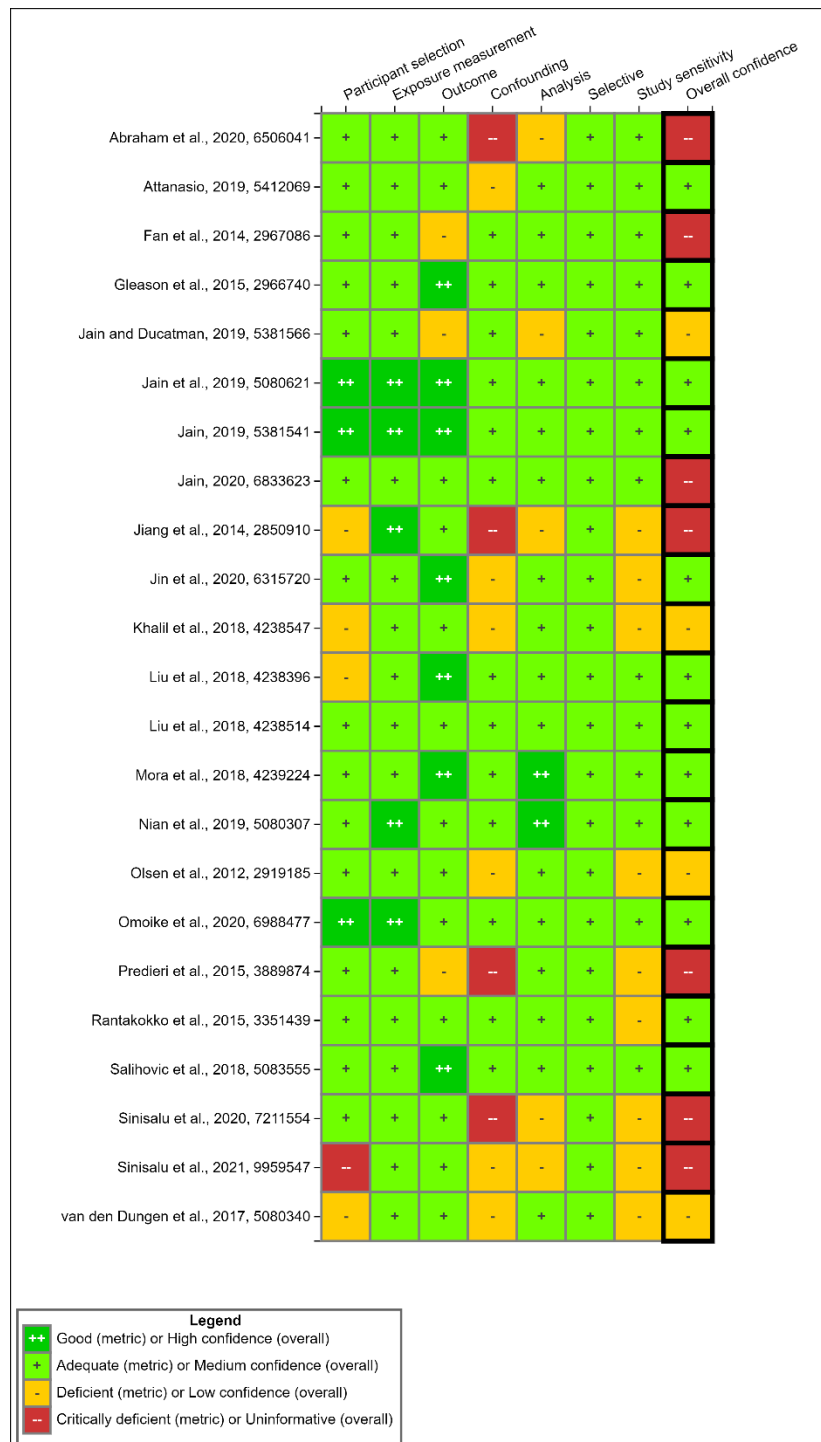 Participant selection
Exposure measurement
Outcome
Confounding
Analysis
Selective
Study sensitivity
Overall confidence
Abraham et al., 2020, 6506041 + + + -- - + + --
Attanasio, 2019, 5412069 + + + - + + + +
Fan et al., 2014, 2967086 + + - + + + + --
Gleason et al., 2015, 2966740 + + ++ + + + + +
Jain and Ducatman, 2019, 5381566 + + - + - + + -
Jain et al., 2019, 5080621 ++ ++ ++ + + + + +
Jain, 2019, 5381541 ++ ++ ++ + + + + +
Jain, 2020, 6833623 + + + + + + + --
Jiang et al., 2014, 2850910 - ++ + -- - + - --
Jin et al., 2020, 6315720 + + ++ - + + - +
Khalil et al., 2018, 4238547 - + + - + + - -
Liu et al., 2018, 4238396 - + ++ + + + + +
Liu et al., 2018, 4238514 + + + + + + + +
Mora et al., 2018, 4239224 + + ++ + ++ + + +
Nian et al., 2019, 5080307 + ++ + + ++ + + +
Olsen et al., 2012, 2919185 + + + - + + - -
Omoike et al., 2020, 6988477 ++ ++ + + + + + +
Predieri et al., 2015, 3889874 + + - -- + + - --
Rantakokko et al., 2015, 3351439 + + + + + + - +
Salihovic et al., 2018, 5083555 + + ++ + + + + +
Sinisalu et al., 2020, 7211554 + + + -- - + - --
Sinisalu et al., 2021, 9959547 -- + + - - + - --
van den Dungen et al., 2017, 5080340 - + + - + + - -
Legend
++ Good (metric) or High confidence (overall)
+ Adequate (metric) or Medium confidence (overall)
- Deficient (metric) or Low confidence (overall)
-- Critically deficient (metric) or Uninformative (overall)